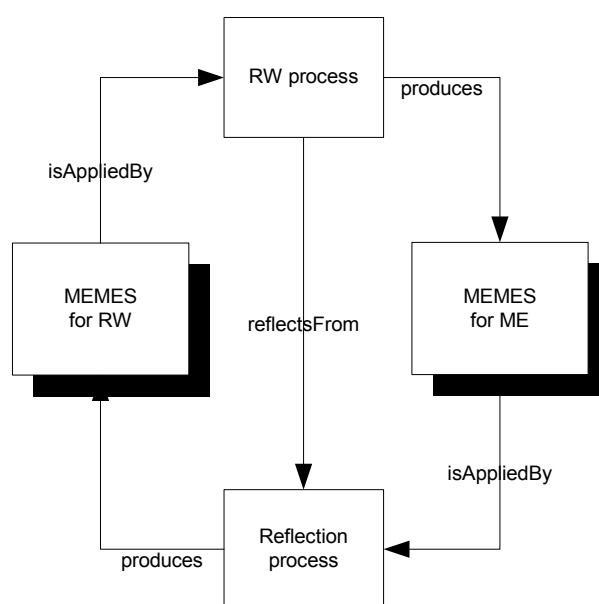 RW process
produces
isAppliedBy
MEMES
for RW
MEMES
for ME
reflectsFrom
isAppliedBy
Reflection
process
produces